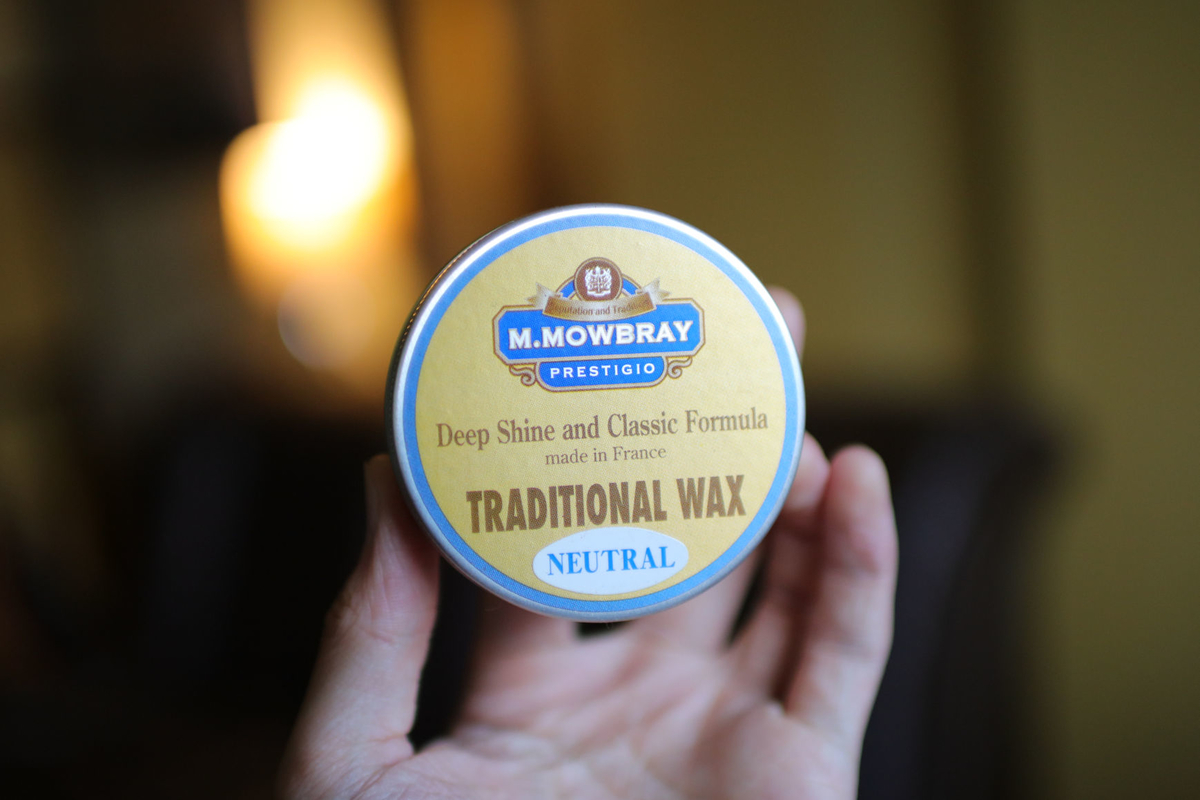 Reputation and Tradition
M.MOWBRAY
PRESTIGIO
Deep Shine and Classic Formula
made in France
TRADITIONAL WAX
NEUTRAL